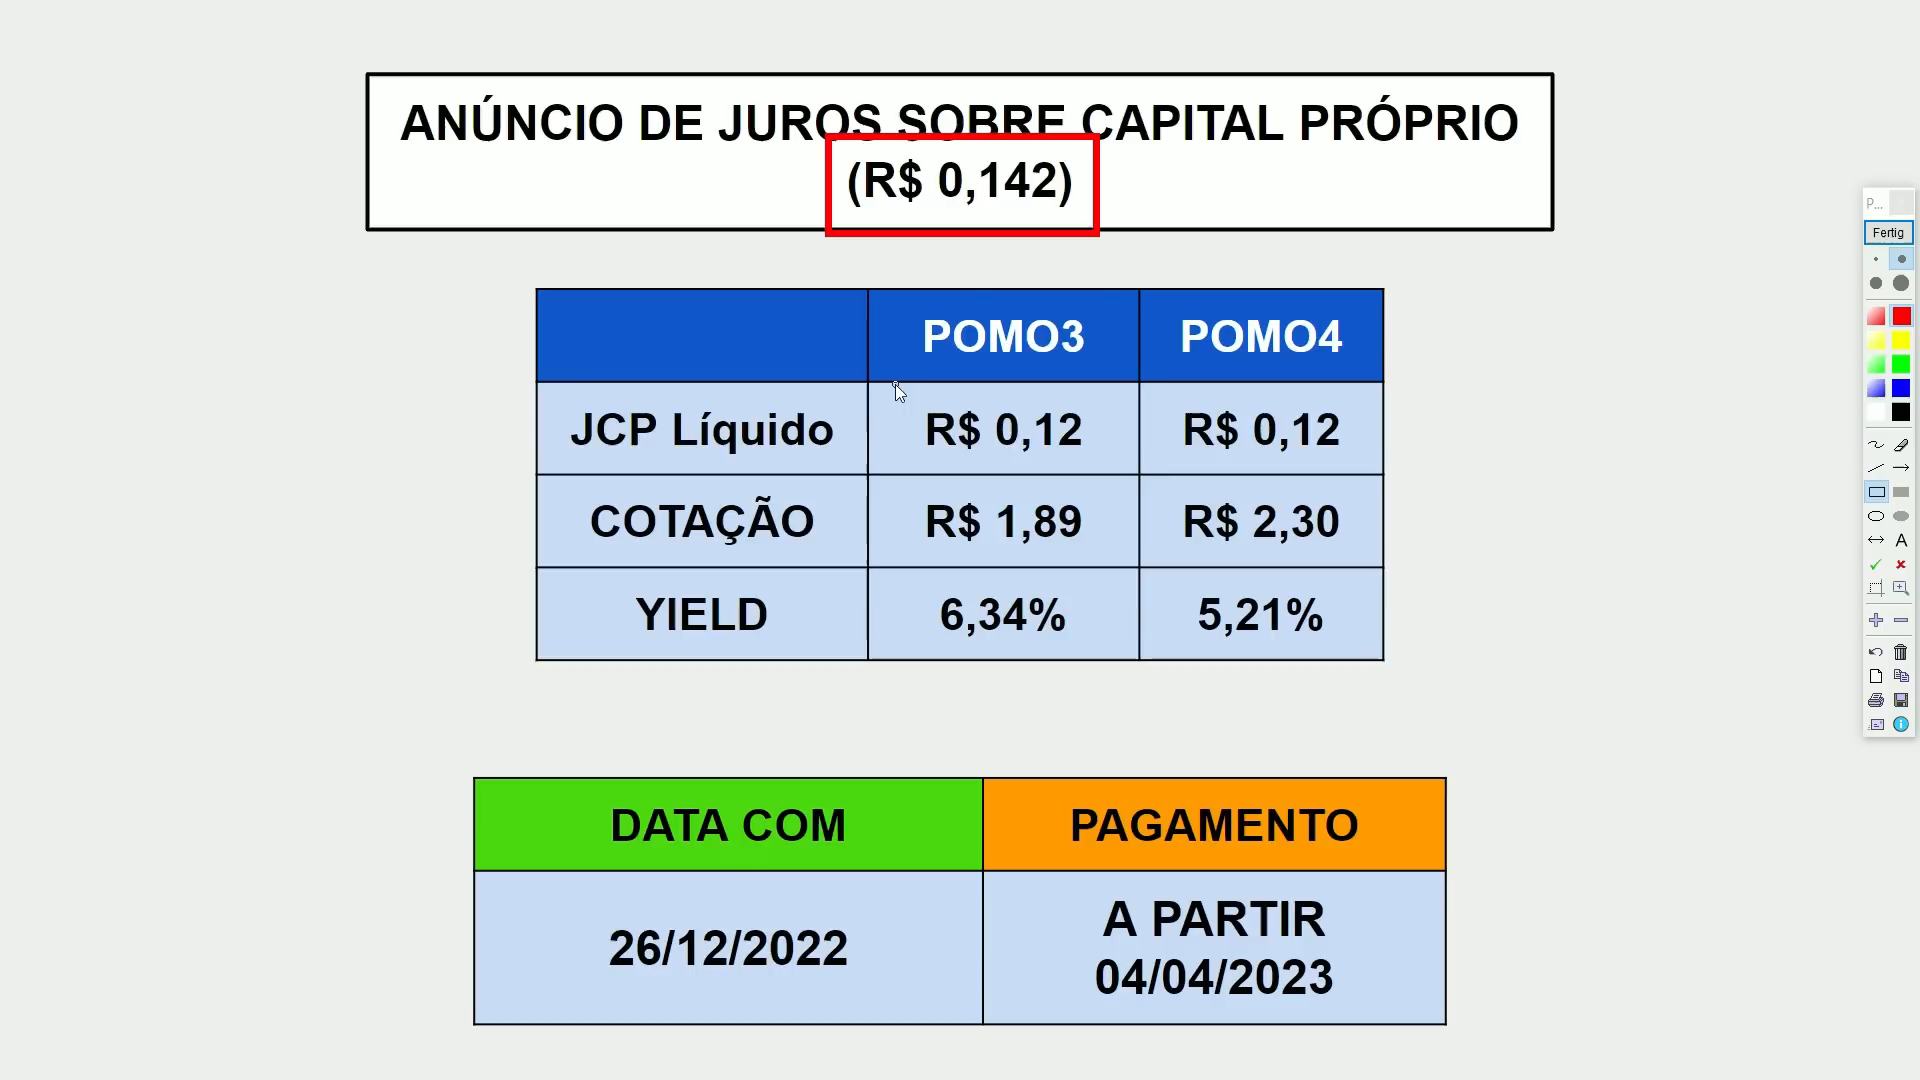 ANÚNCIO DE JUROS SOBRE CAPITAL PRÓPRIO
(R$ 0,142)
POMO3 POMO4
JCP Líquido R$ 0,12 R$ 0,12
COTAÇÃO R$ 1,89 R$ 2,30
YIELD 6,34% 5,21%
DATA COM PAGAMENTO
26/12/2022 A PARTIR
04/04/2023
P...
Fertig
A